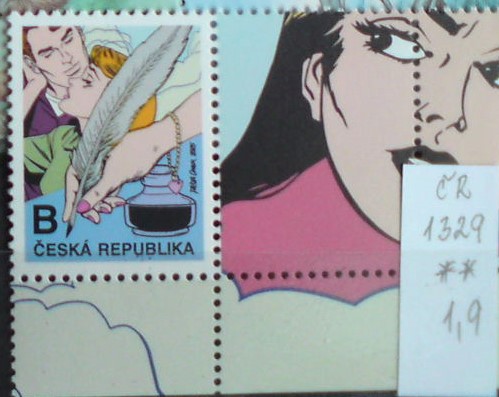 B
ČESKÁ REPUBLIKA
ČR
1329
**
1,9